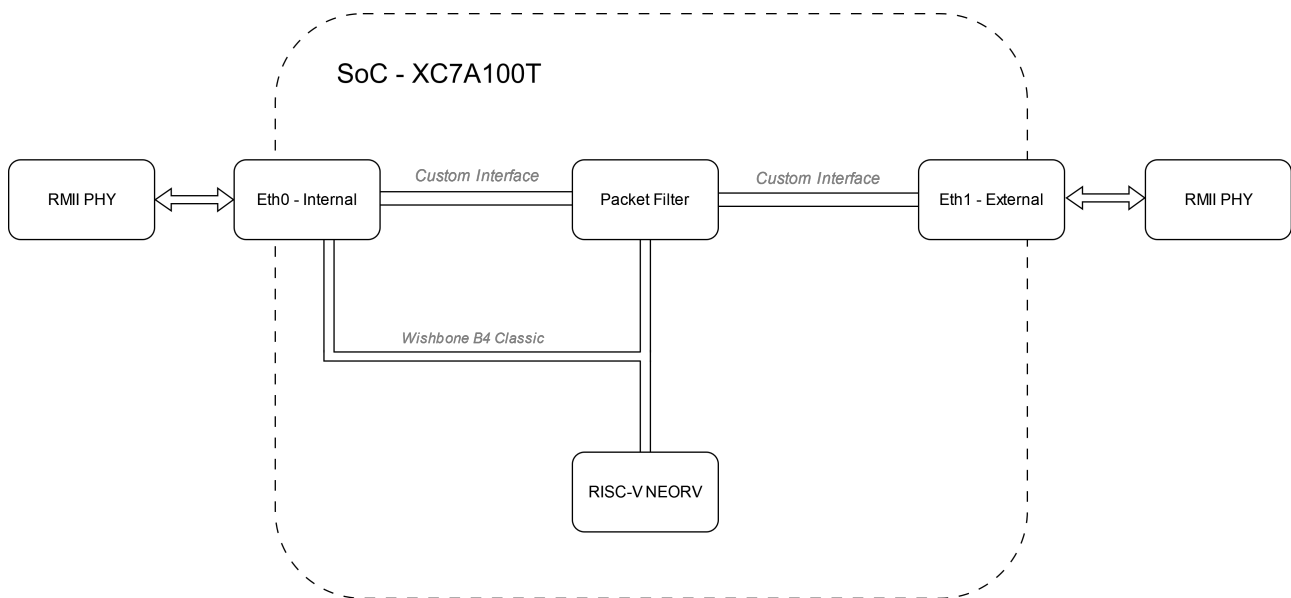 SoC - XC7A100T
RMII PHY
Eth0 - Internal
Custom Interface
Packet Filter
Custom Interface
Eth1 - External
RMII PHY
Wishbone B4 Classic
RISC-V NEORV